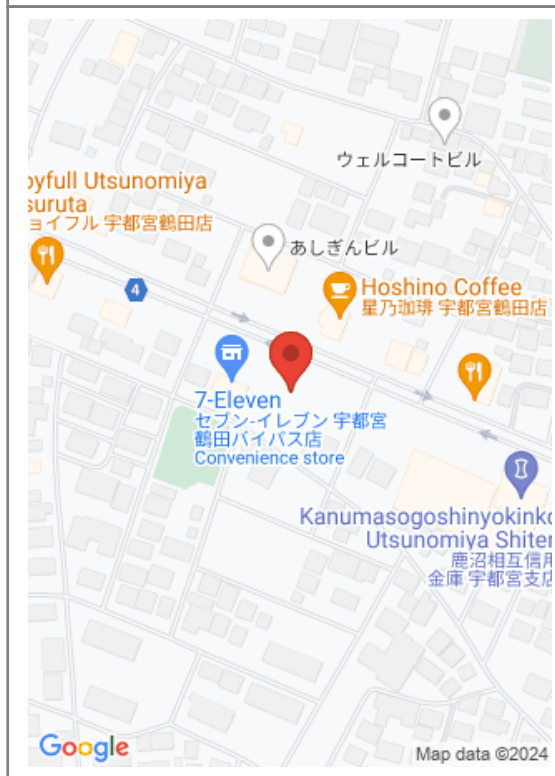 ウェルコートビル
oyfull Utsunomiya
suruta
ョイフル 宇都宮鶴田店
あしぎんビル
4
Hoshino Coffee
星乃珈琲 宇都宮鶴田店
7-Eleven
セブン-イレブン 宇都宮
鶴田バイパス店
Convenience store
Kanumasogoshinyokinko
Utsunomiya Shiten
鹿沼相互信用
金庫 宇都宮支店
Google
Map data ©2024